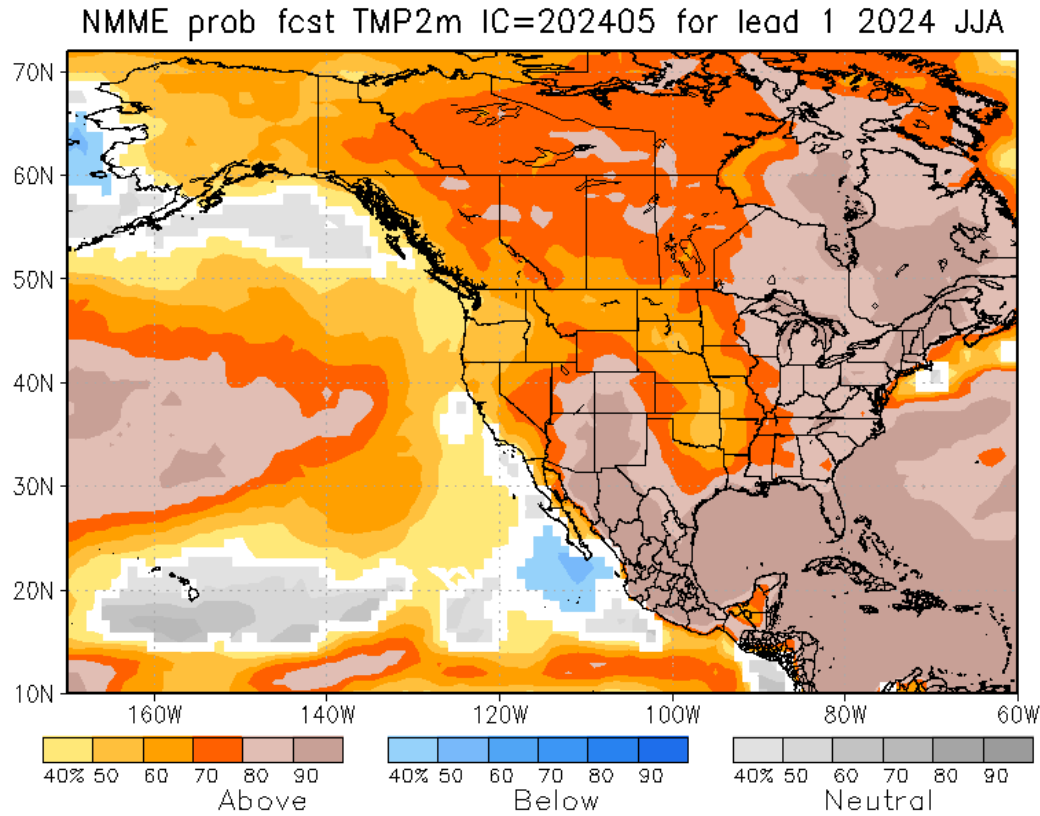 NMME prob fcst TMP2m IC=202405 for lead 1 2024 JJA
70N
60N
50N
40N
30N
20N
10N
160W 140W 120W 100W 80W 60W
40% 50 60 70 80 90
Above
40% 50 60 70 80 90
Below
40% 50 60 70 80 90
Neutral